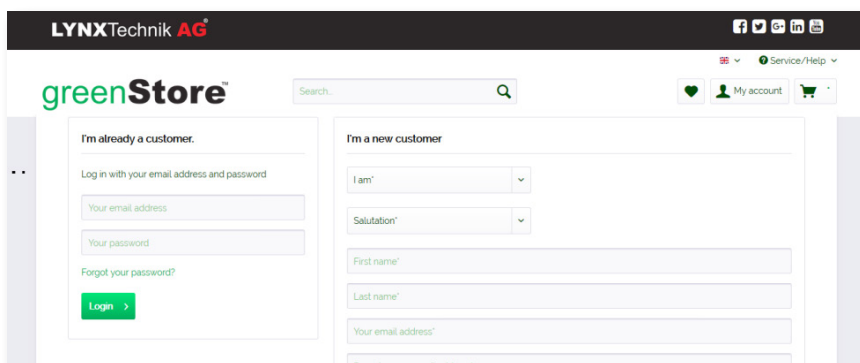 LYNXTechnik AG®
Service/Help
greenStore™
Search..
My account
I'm already a customer.
Log in with your email address and password
Your email address
Your password
Forgot your password?
Login
I'm a new customer
I am*
Salutation*
First name*
Last name*
Your email address*